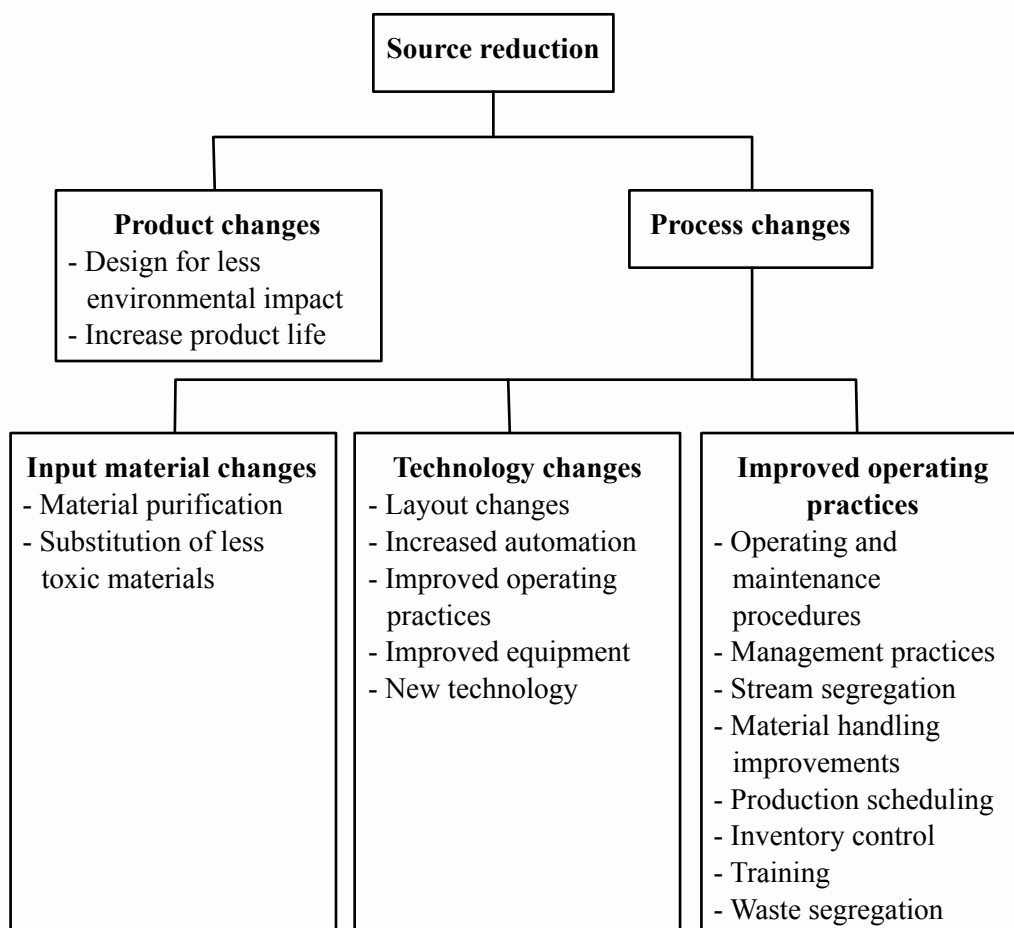 Source reduction
Product changes
- Design for less
environmental impact
- Increase product life
Process changes
Input material changes
- Material purification
- Substitution of less
toxic materials
Technology changes
- Layout changes
- Increased automation
- Improved operating
practices
- Improved equipment
- New technology
Improved operating
practices
- Operating and
maintenance
procedures
- Management practices
- Stream segregation
- Material handling
improvements
- Production scheduling
- Inventory control
- Training
- Waste segregation